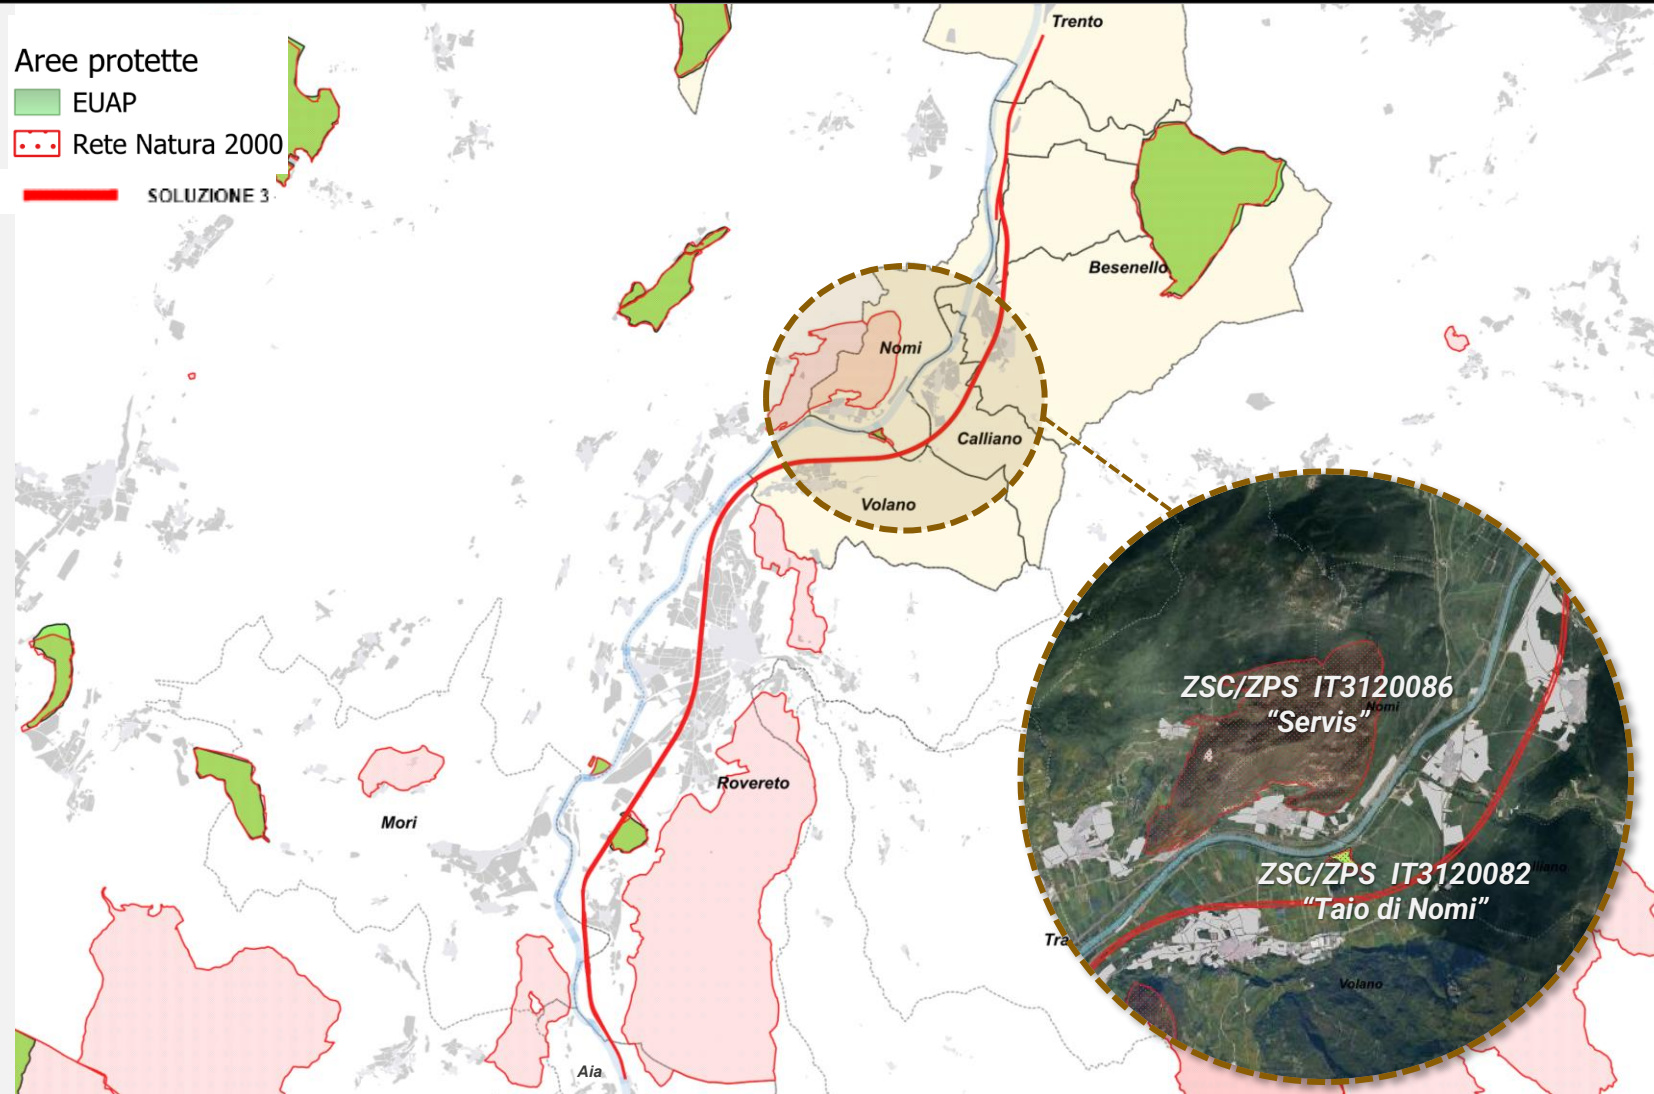 Aree protette
EUAP
Rete Natura 2000
SOLUZIONE 3
Trento
Besenello
Nomi
Calliano
Volano
ZSC/ZPS IT3120086
Nomi
“Servis”
Rovereto
Mori
ZSC/ZPS IT3120082
“Taio di Nomi”
Volano
Aia